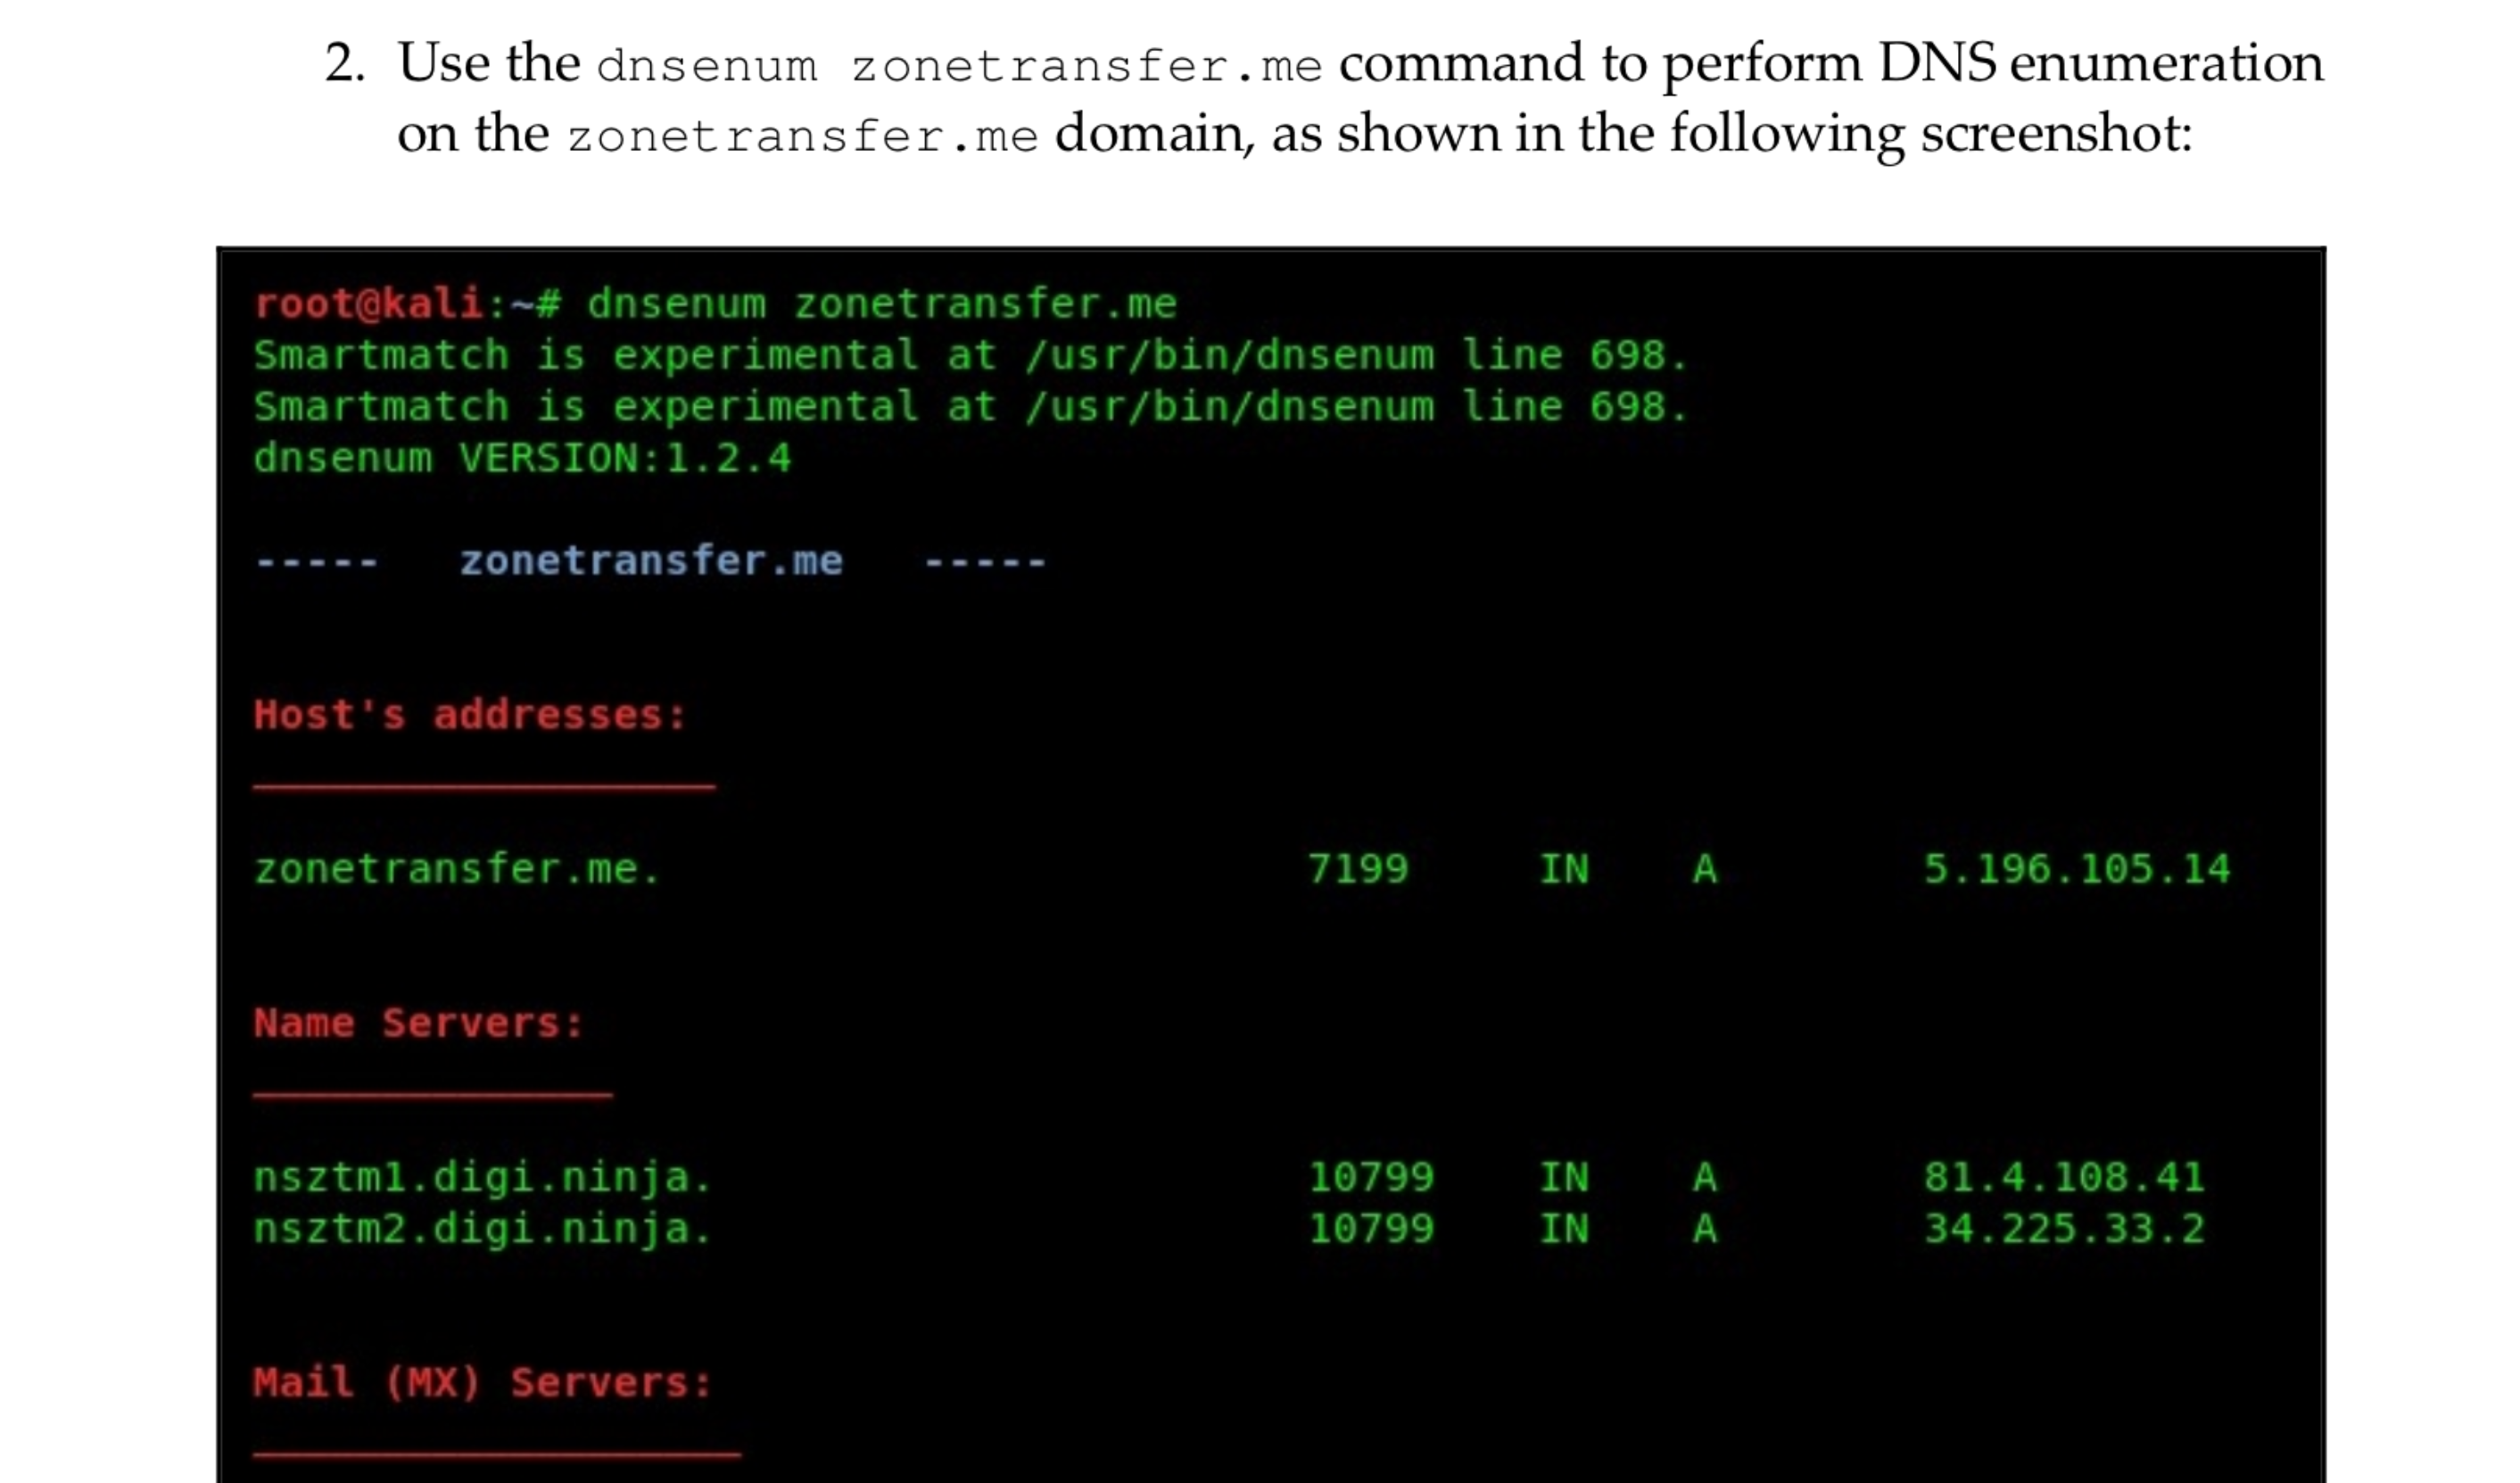 2. Use the dnsenum zonetransfer.me command to perform DNS enumeration
on the zonetransfer.me domain, as shown in the following screenshot:
root@kali:~# dnsenum zonetransfer.me
Smartmatch is experimental at /usr/bin/dnsenum line 698.
Smartmatch is experimental at /usr/bin/dnsenum line 698.
dnsenum VERSION:1.2.4
----- zonetransfer.me -----
Host's addresses:
zonetransfer.me. 7199 IN A 5.196.105.14
Name Servers:
nsztm1.digi.ninja. 10799 IN A 81.4.108.41
nsztm2.digi.ninja. 10799 IN A 34.225.33.2
Mail (MX) Servers: